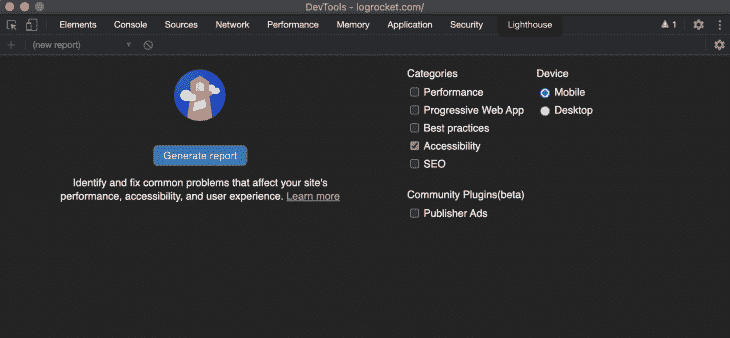 DevTools - logrocket.com/
Elements Console Sources Network Performance Memory Application Security Lighthouse 1
(new report)
Generate report
Identify and fix common problems that affect your site's
performance, accessibility, and user experience. Learn more
Categories
Performance
Progressive Web App
Best practices
Accessibility
SEO
Community Plugins(beta)
Publisher Ads
Device
Mobile
Desktop